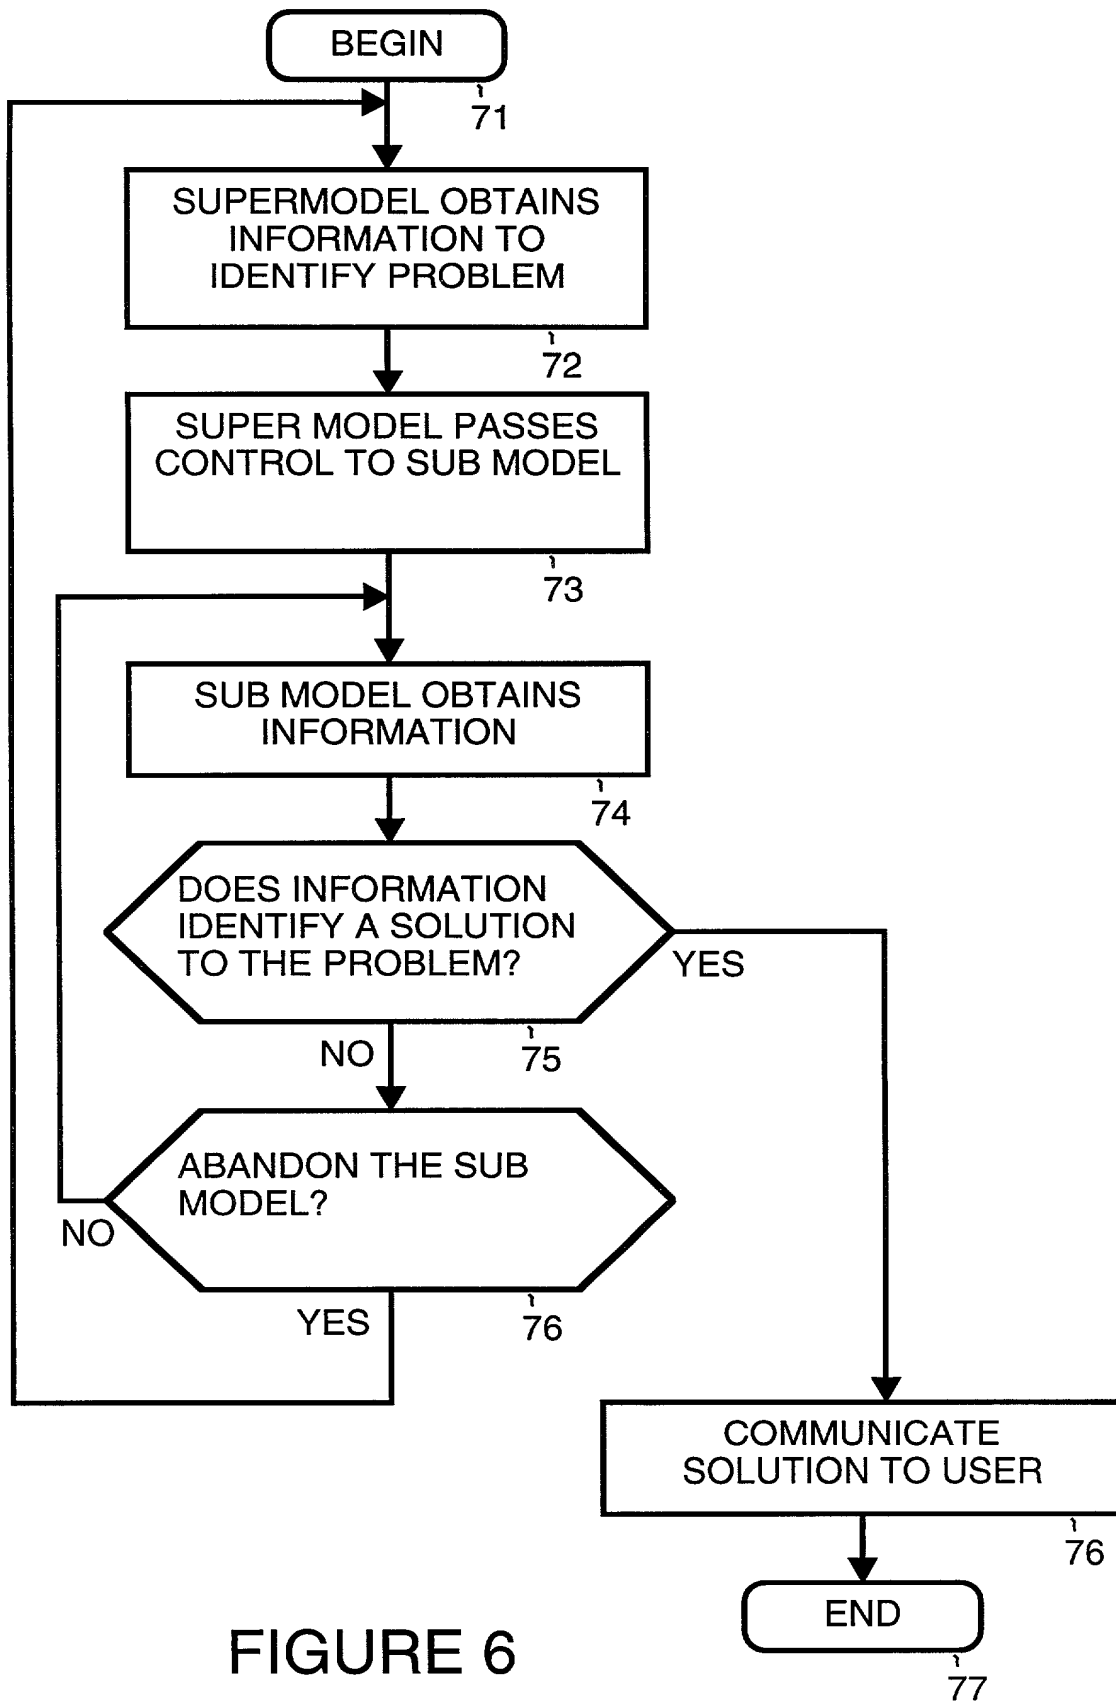 BEGIN
71
SUPERMODEL OBTAINS
INFORMATION TO
IDENTIFY PROBLEM
72
SUPER MODEL PASSES
CONTROL TO SUB MODEL
73
SUB MODEL OBTAINS
INFORMATION
74
DOES INFORMATION
IDENTIFY A SOLUTION
TO THE PROBLEM?
YES
NO
75
ABANDON THE SUB
MODEL?
NO
YES
76
COMMUNICATE
SOLUTION TO USER
76
END
77
FIGURE 6